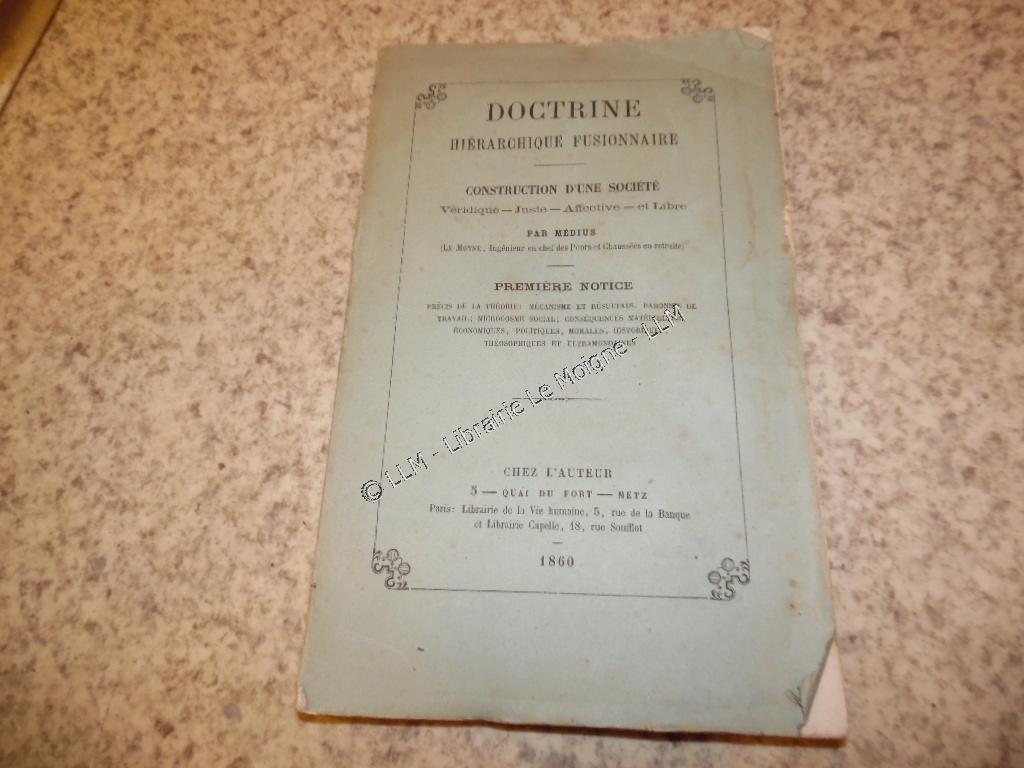 DOCTRINE
HIÉRARCHIQUE FUSIONNAIRE
CONSTRUCTION D'UNE SOCIÉTÉ
Véridique — Juste — Affective — et Libre
PAR MÉDIUS
(LE MOYNE, Ingénieur en chef des Ponts et Chaussées en retraite)
PREMIÈRE NOTICE
PRÉCIS DE LA THÉORIE; MÉCANISME ET RÉSULTATS, BARONNIE DE
TRAVAIL; MICROCOSME SOCIAL; CONSÉQUENCES
ÉCONOMIQUES, POLITIQUES, MORALES,
THÉOSOPHIQUES ET ULTRAMONDAINES
© LLM - Librairie Le Moigne - LLM
CHEZ L'AUTEUR
5 — QUAI DU FORT — METZ
Paris: Librairie de la Vie humaine, 5, rue de la Banque
et Librairie Capelle, 18, rue Soufflot
1860